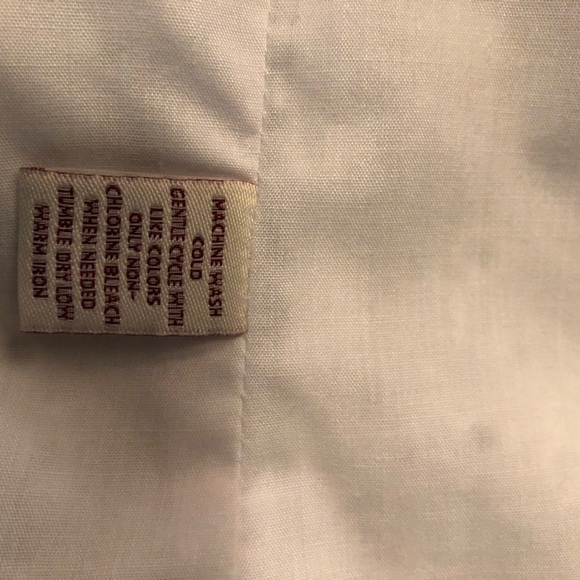 MACHINE WASH
COLD
GENTLE CYCLE WITH
LIKE COLORS
ONLY NON-
CHLORINE BLEACH
WHEN NEEDED
TUMBLE DRY LOW
WARM IRON